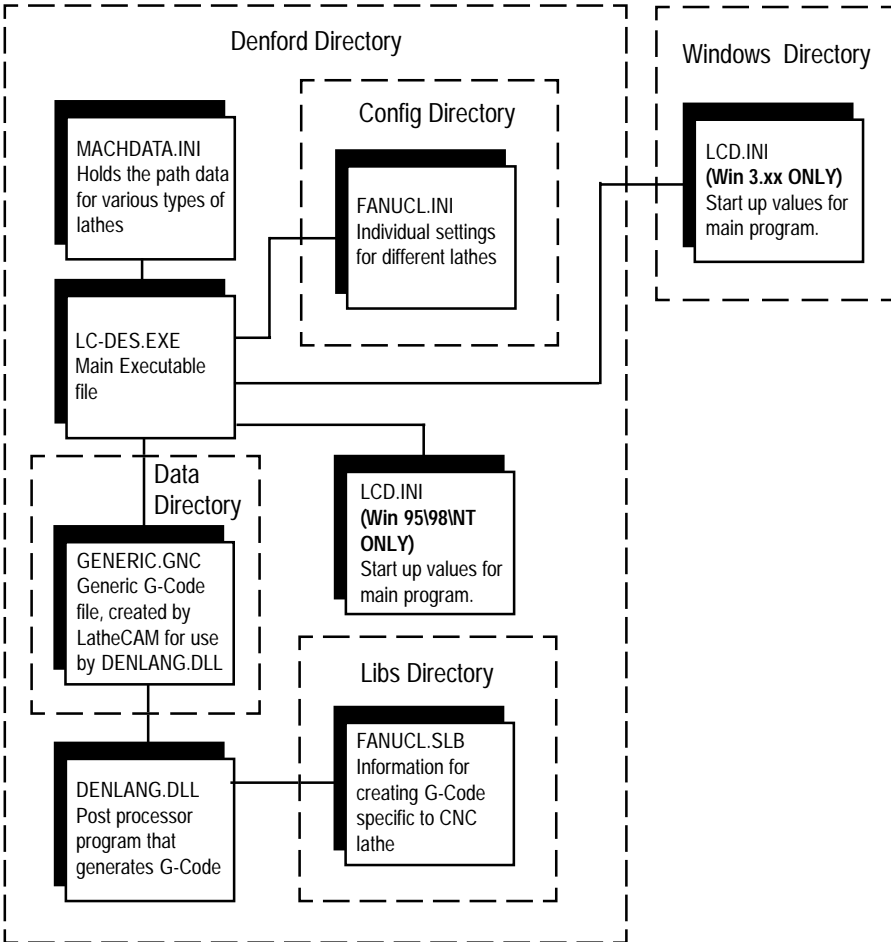 Denford Directory
Windows Directory
Config Directory
MACHDATA.INI
Holds the path data
for various types of
lathes
FANUCL.INI
Individual settings
for different lathes
LCD.INI
(Win 3.xx ONLY)
Start up values for
main program.
LC-DES.EXE
Main Executable
file
Data
Directory
LCD.INI
(Win 95\98\NT
ONLY)
Start up values for
main program.
GENERIC.GNC
Generic G-Code
file, created by
LatheCAM for use
by DENLANG.DLL
Libs Directory
DENLANG.DLL
Post processor
program that
generates G-Code
FANUCL.SLB
Information for
creating G-Code
specific to CNC
lathe